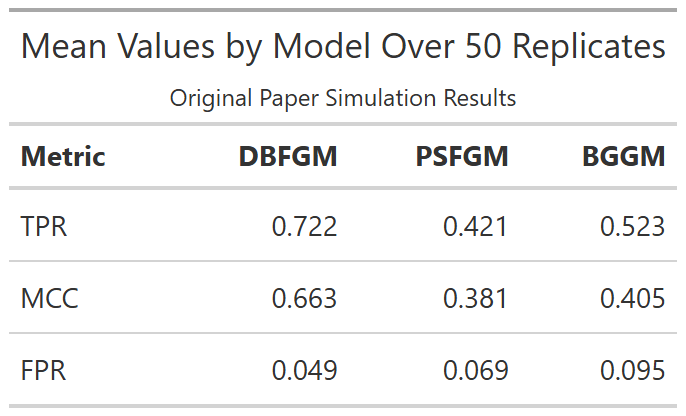 Mean Values by Model Over 50 Replicates
Original Paper Simulation Results
Metric DBFGM PSFGM BGGM
TPR 0.722 0.421 0.523
MCC 0.663 0.381 0.405
FPR 0.049 0.069 0.095